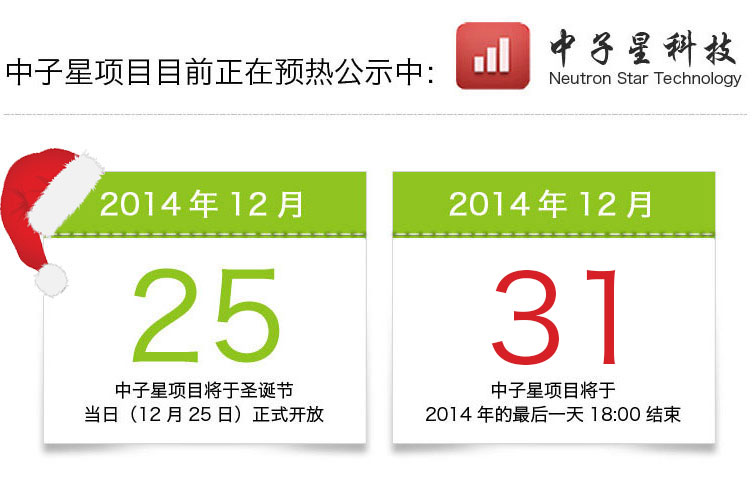 中子星项目目前正在预热公示中：
中子星科技
Neutron Star Technology
2014 年 12 月
25
中子星项目将于圣诞节
当日（12 月 25 日）正式开放
2014 年 12 月
31
中子星项目将于
2014 年的最后一天 18:00 结束